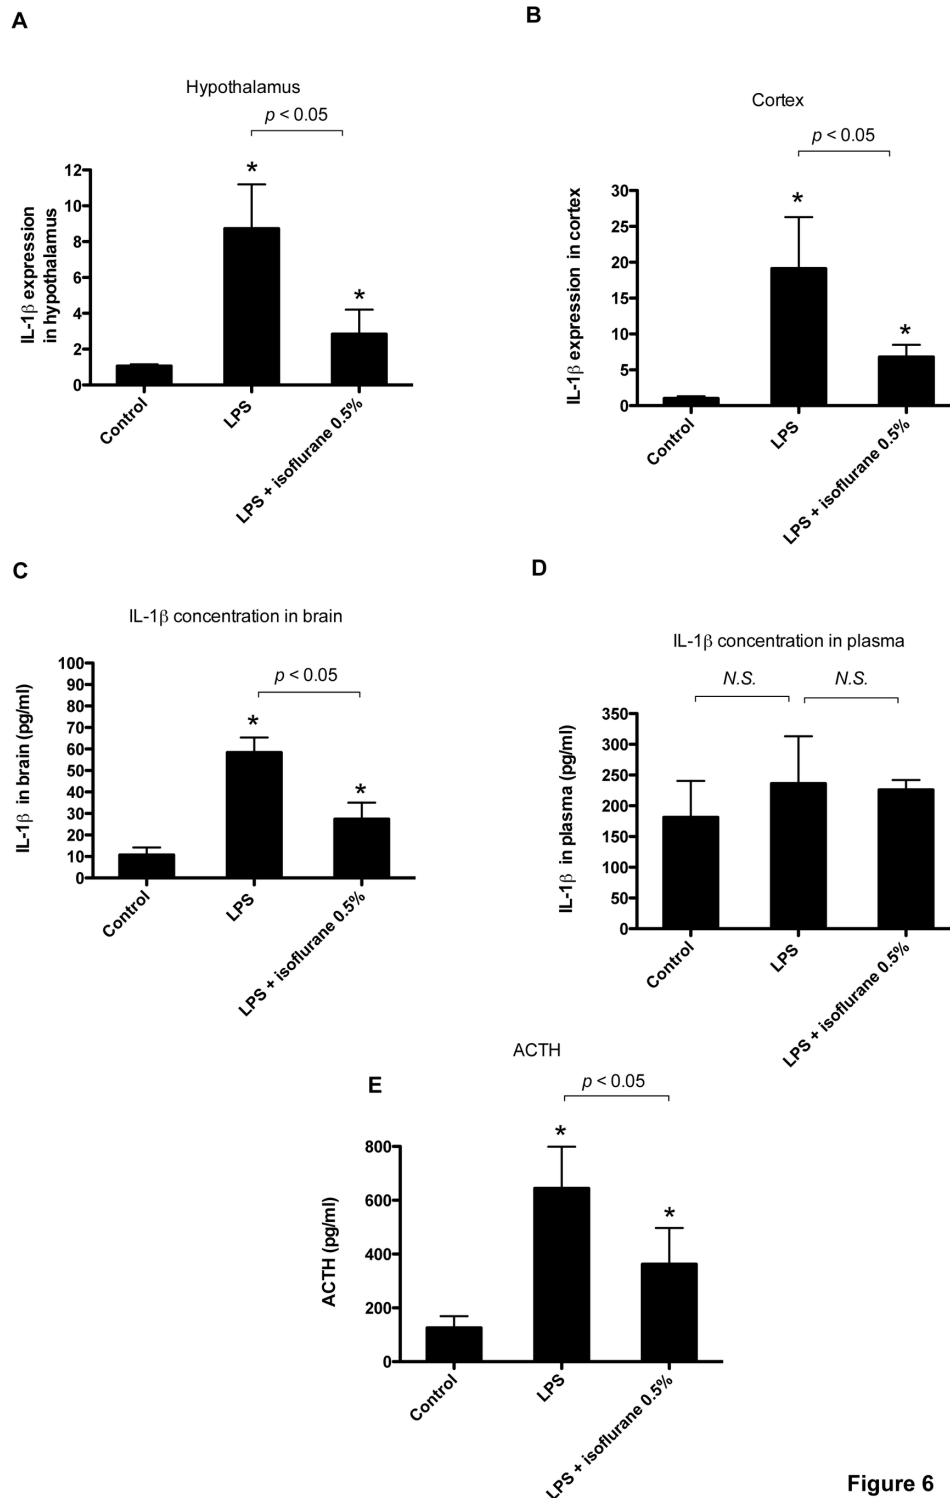 A
Hypothalamus
p < 0.05
*
*
12
10
8
6
4
2
0
IL-1β expression
in hypothalamus
Control
LPS
LPS + isoflurane 0.5%
B
Cortex
p < 0.05
*
*
30
25
20
15
10
5
0
IL-1β expression in cortex
Control
LPS
LPS + isoflurane 0.5%
C
IL-1β concentration in brain
p < 0.05
*
*
100
90
80
70
60
50
40
30
20
10
0
IL-1β in brain (pg/ml)
Control
LPS
LPS + isoflurane 0.5%
D
IL-1β concentration in plasma
N.S.
N.S.
350
300
250
200
150
100
50
0
IL-1β in plasma (pg/ml)
Control
LPS
LPS + isoflurane 0.5%
ACTH
E
p < 0.05
*
*
800
600
400
200
0
ACTH (pg/ml)
Control
LPS
LPS + isoflurane 0.5%
Figure 6